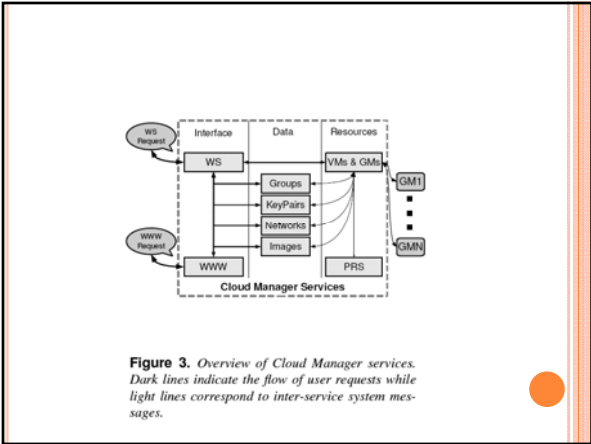 WS
Request
Interface
Data
Resources
WS
VMs & GMs
Groups
GM1
KeyPairs
Networks
WWW
Request
Images
GMN
WWW
PRS
Cloud Manager Services
Figure 3. Overview of Cloud Manager services.
Dark lines indicate the flow of user requests while
light lines correspond to inter-service system mes-
sages.